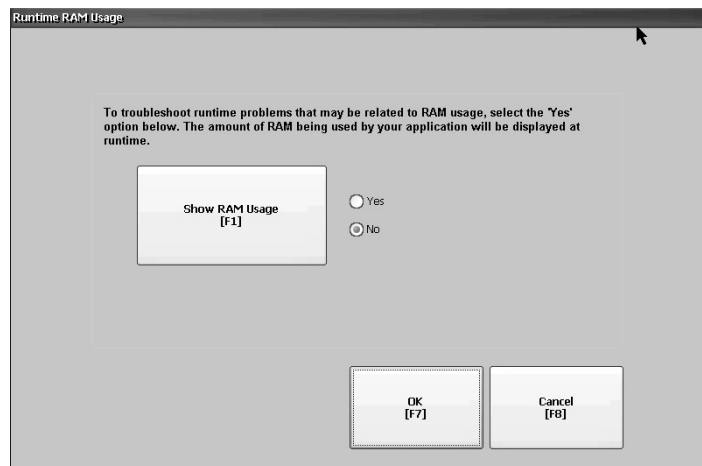 Runtime RAM Usage
To troubleshoot runtime problems that may be related to RAM usage, select the 'Yes'
option below. The amount of RAM being used by your application will be displayed at
runtime.
Show RAM Usage
[F1]
Yes
No
OK
[F7]
Cancel
[F8]